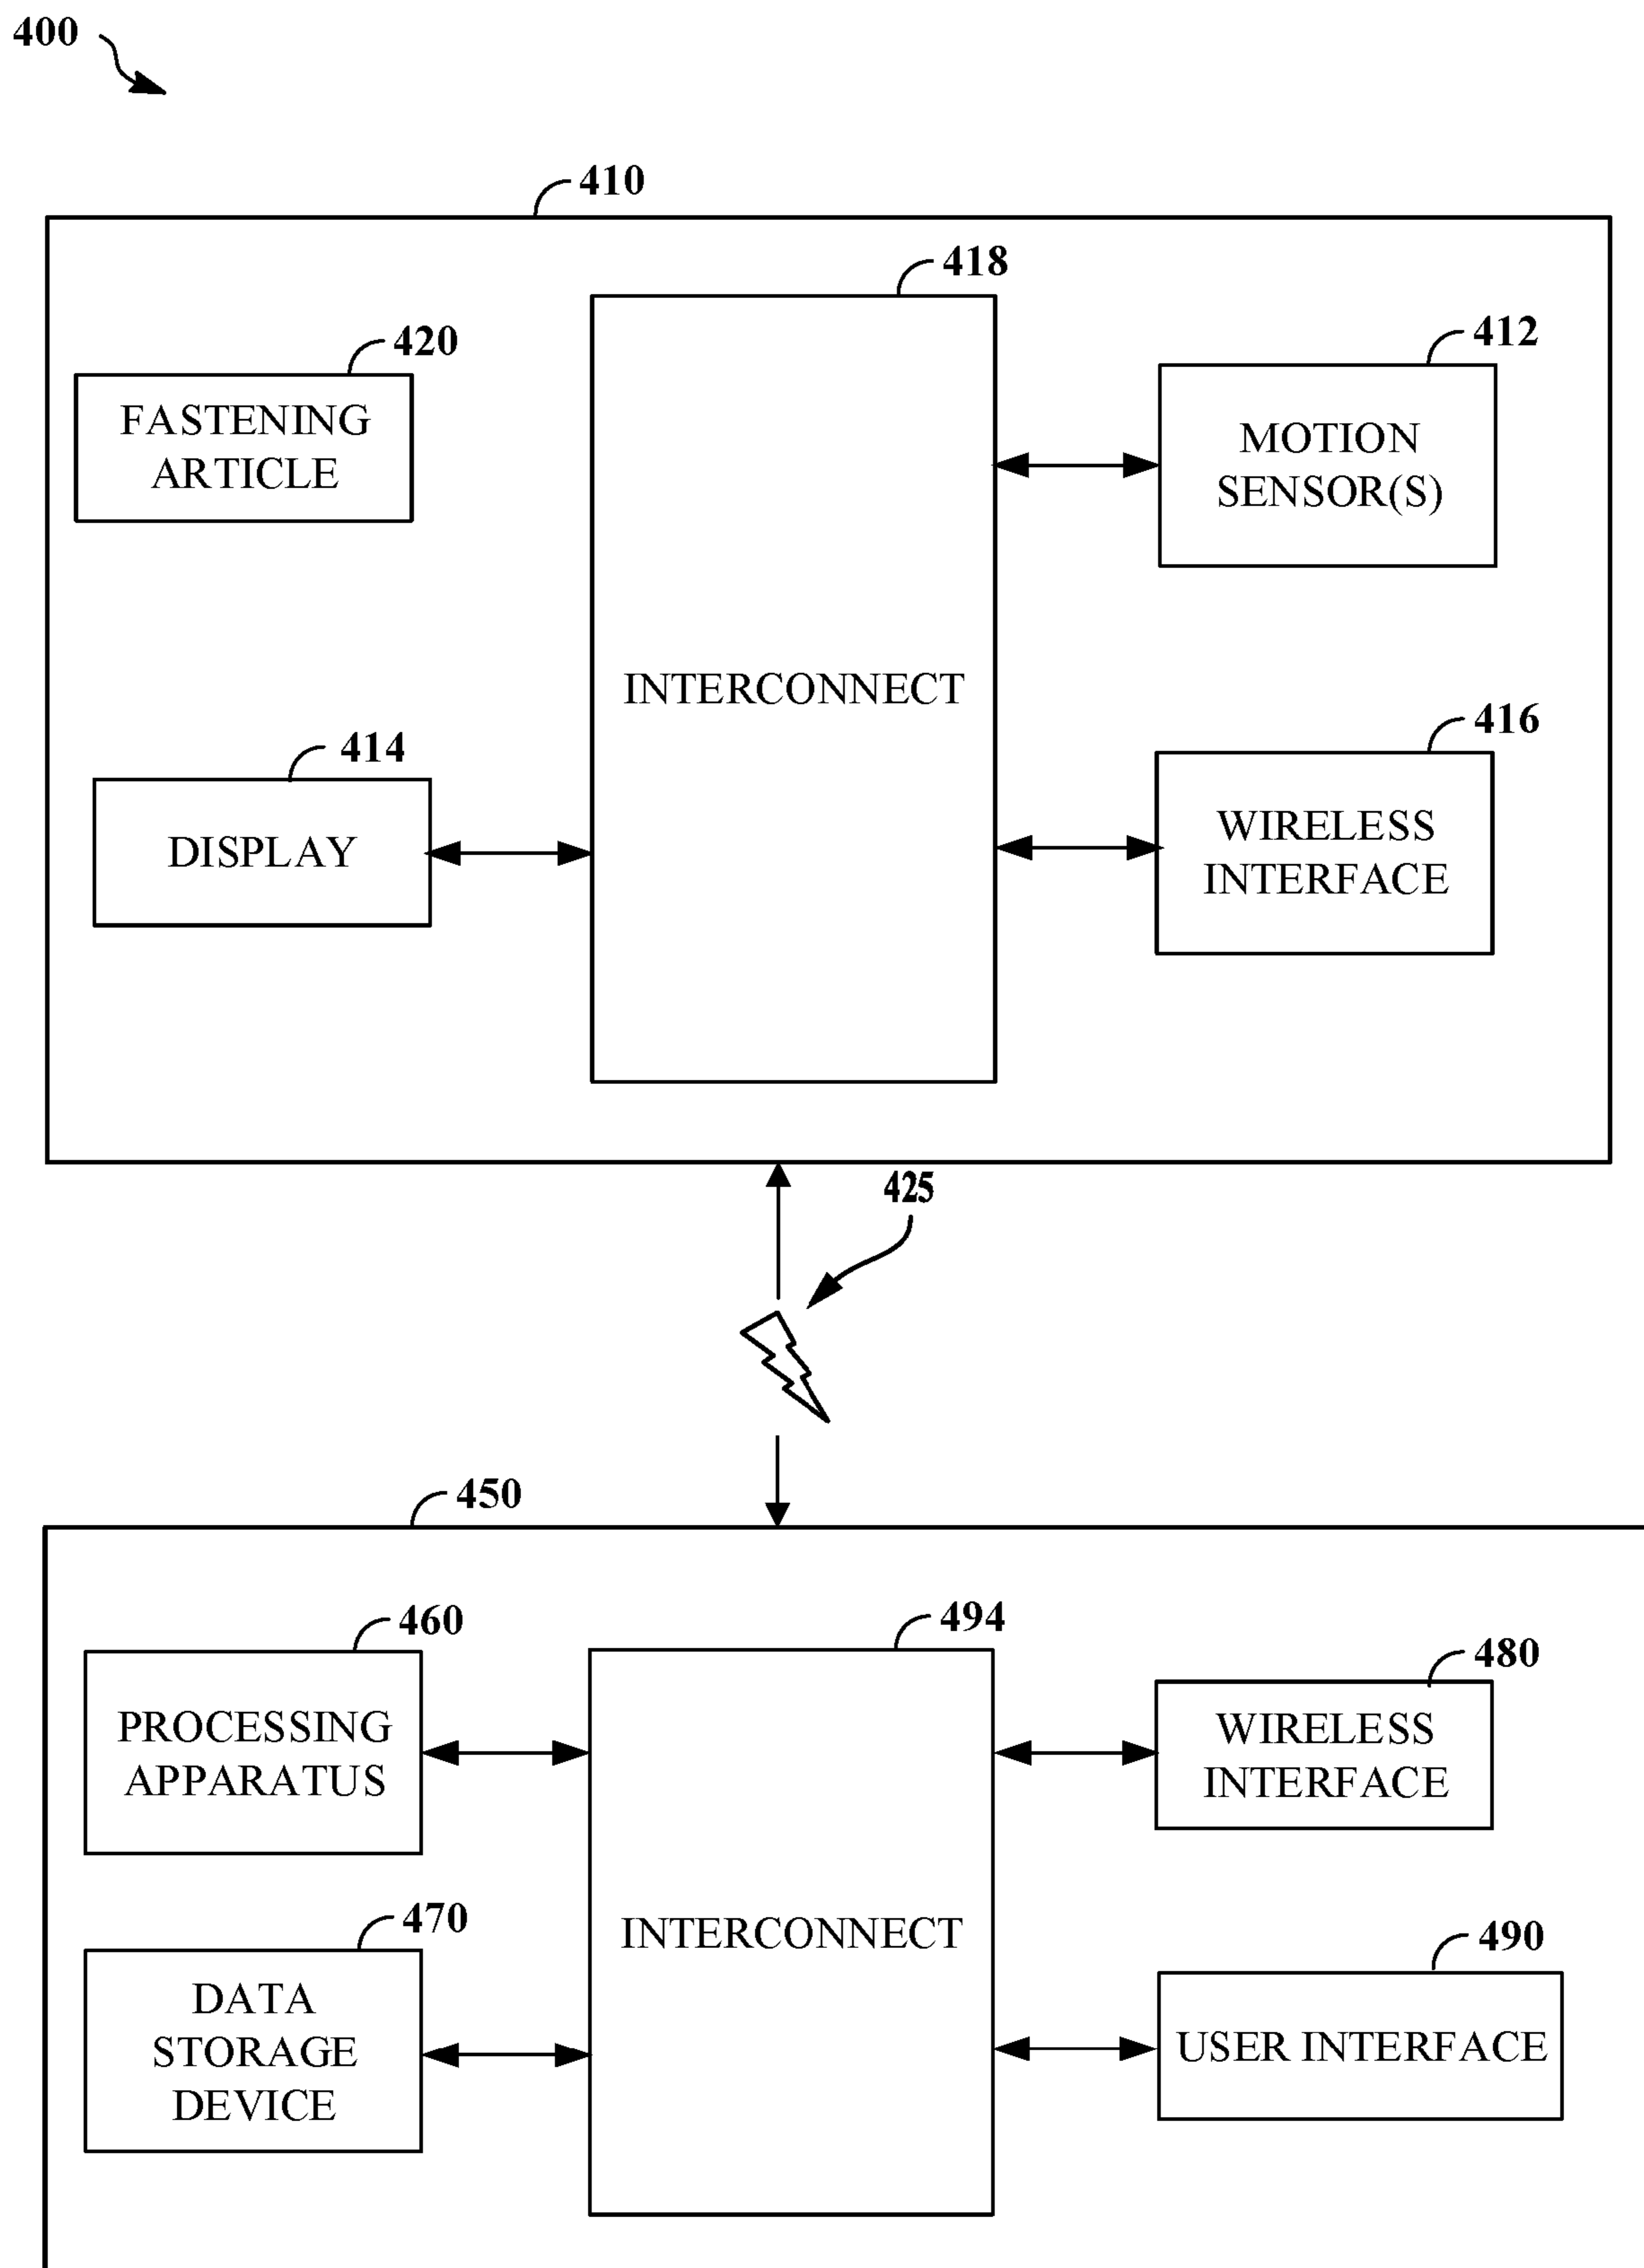 400
410
418
420
FASTENING
ARTICLE
412
MOTION
SENSOR(S)
INTERCONNECT
414
DISPLAY
416
WIRELESS
INTERFACE
425
450
460
PROCESSING
APPARATUS
494
INTERCONNECT
480
WIRELESS
INTERFACE
470
DATA
STORAGE
DEVICE
490
USER INTERFACE